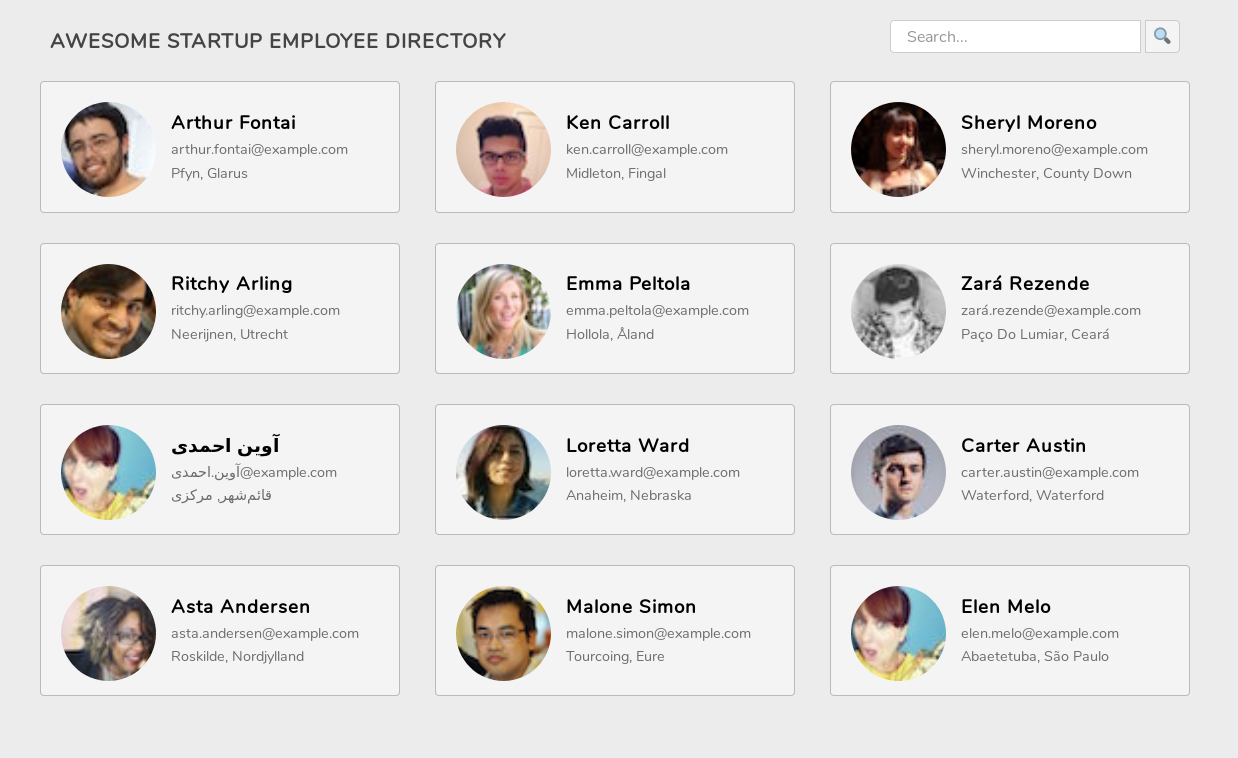 AWESOME STARTUP EMPLOYEE DIRECTORY
Search...
Arthur Fontai
arthur.fontai@example.com
Pfyn, Glarus
Ken Carroll
ken.carroll@example.com
Midleton, Fingal
Sheryl Moreno
sheryl.moreno@example.com
Winchester, County Down
Ritchy Arling
ritchy.arling@example.com
Neerijnen, Utrecht
Emma Peltola
emma.peltola@example.com
Hollola, Åland
Zará Rezende
zará.rezende@example.com
Paço Do Lumiar, Ceará
آوین احمدی
آوین.احمدی@example.com
قائم‌شهر, مرکزی
Loretta Ward
loretta.ward@example.com
Anaheim, Nebraska
Carter Austin
carter.austin@example.com
Waterford, Waterford
Asta Andersen
asta.andersen@example.com
Roskilde, Nordjylland
Malone Simon
malone.simon@example.com
Tourcoing, Eure
Elen Melo
elen.melo@example.com
Abaetetuba, São Paulo